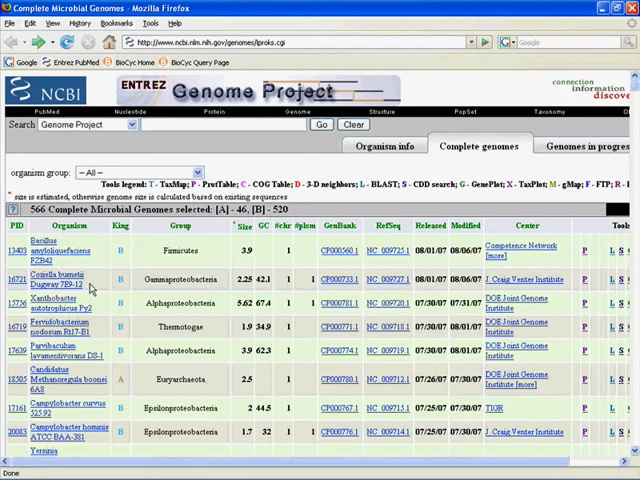 Complete Microbial Genomes - Mozilla Firefox
File Edit View History Bookmarks Tools Help
http://www.ncbi.nlm.nih.gov/genomes/lproks.cgi
Google
Google Entrez PubMed BioCyc Home BioCyc Query Page
NCBI
ENTREZ Genome Project
connection
information
discove
PubMed Nucleotide Protein Genome Structure PopSet Taxonomy
Search Genome Project Go Clear
Organism info Complete genomes Genomes in progres
organism group: -- All --
Tools legend: T - TaxMap; P - ProtTable; C - COG Table; D - 3-D neighbors; L - BLAST; S - CDD search; G - GenePlot; X - TaxPlot; M - gMap; F - FTP; R -
* size is estimated, otherwise genome size is calculated based on existing sequences
? 566 Complete Microbial Genomes selected: [A] - 46, [B] - 520
Tools
PID Organism King Group * Size GC #chr #plsm GenBank RefSeq Released Modified Center
13403 Bacillus amyloliquefaciens FZB42 B Firmicutes 3.9 1 CP000560.1 NC_009725.1 08/01/07 08/06/07 Competence Network [more] P L S
16721 Coxiella burnetii Dugway 7E9-12 B Gammaproteobacteria 2.25 42.1 1 1 CP000733.1 NC_009727.1 08/01/07 08/06/07 J. Craig Venter Institute P L S
15756 Xanthobacter autotrophicus Py2 B Alphaproteobacteria 5.62 67.4 1 1 CP000781.1 NC_009720.1 07/30/07 07/31/07 DOE Joint Genome Institute P L S
16719 Fervidobacterium nodosum Rt17-B1 B Thermotogae 1.9 34.9 1 CP000771.1 NC_009718.1 07/30/07 08/01/07 DOE Joint Genome Institute P L S
17639 Parvibaculum lavamentivorans DS-1 B Alphaproteobacteria 3.9 62.3 1 CP000774.1 NC_009719.1 07/30/07 07/31/07 DOE Joint Genome Institute P L S
18505 Candidatus Methanoregula boonei 6A8 A Euryarchaeota 2.5 1 CP000780.1 NC_009712.1 07/26/07 07/30/07 DOE Joint Genome Institute [more] P L S
17161 Campylobacter curvus 525.92 B Epsilonproteobacteria 2 44.5 1 CP000767.1 NC_009715.1 07/25/07 07/30/07 TIGR P L S
20083 Campylobacter hominis ATCC BAA-381 B Epsilonproteobacteria 1.7 32 1 1 CP000776.1 NC_009714.1 07/25/07 07/30/07 J. Craig Venter Institute P L S
Yersinia
Done